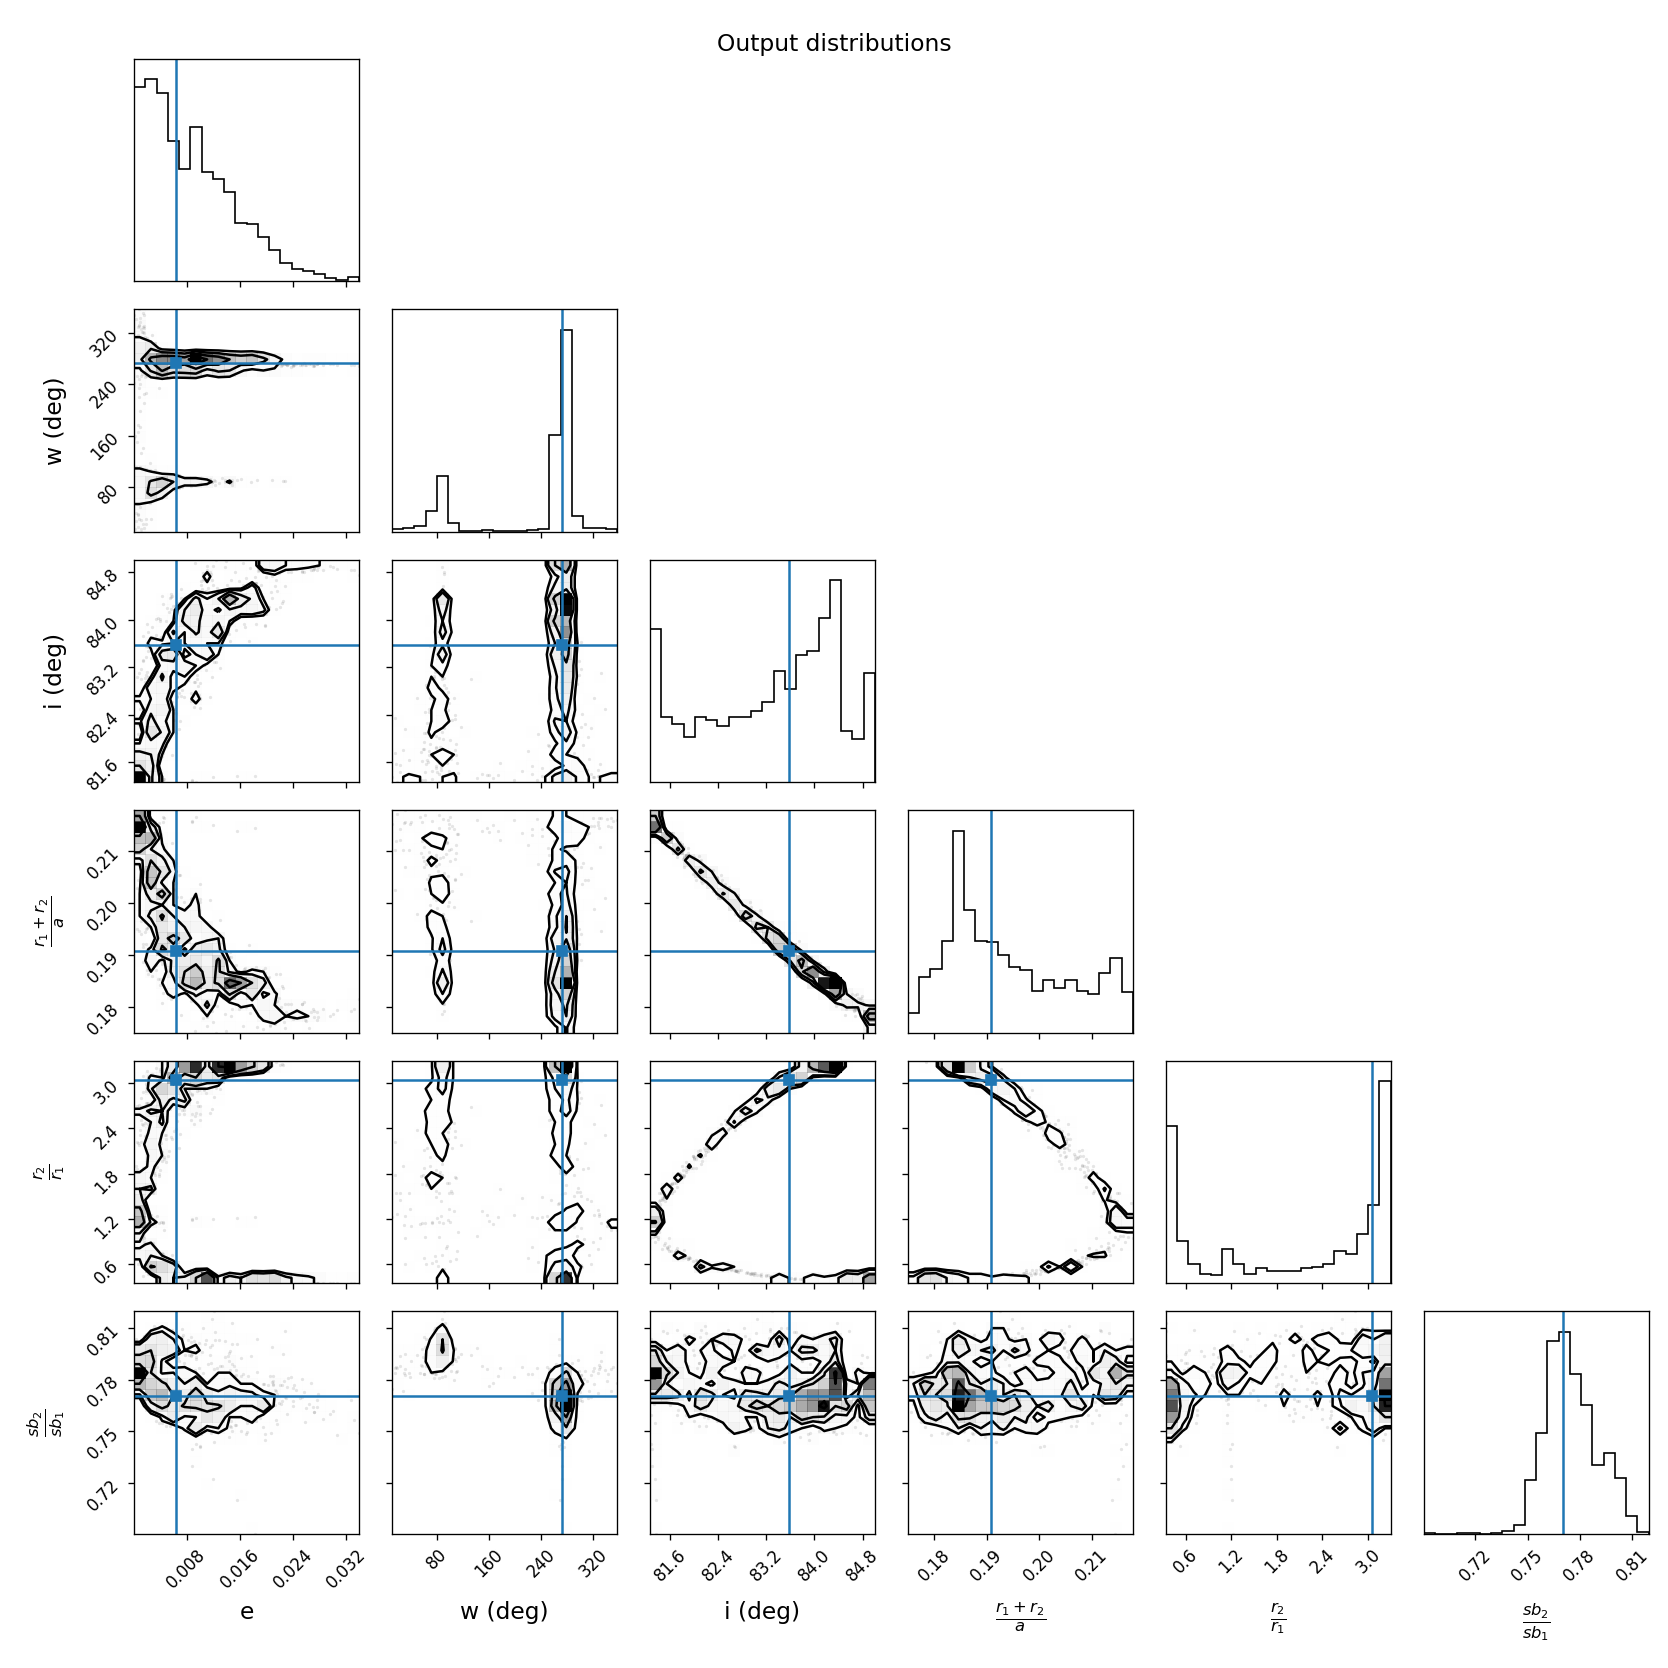 Output distributions
320
240
160
80
w (deg)
84.8
84.0
83.2
82.4
81.6
i (deg)
0.21
0.20
0.19
0.18
r1 + r2
a
3.0
2.4
1.8
1.2
0.6
r2
r1
0.81
0.78
0.75
0.72
sb2
sb1
0.008 0.016 0.024 0.032 80 160 240 320 81.6 82.4 83.2 84.0 84.8 0.18 0.19 0.20 0.21 0.6 1.2 1.8 2.4 3.0 0.72 0.75 0.78 0.81
e w (deg) i (deg) r1 + r2 r2 sb2
a r1 sb1